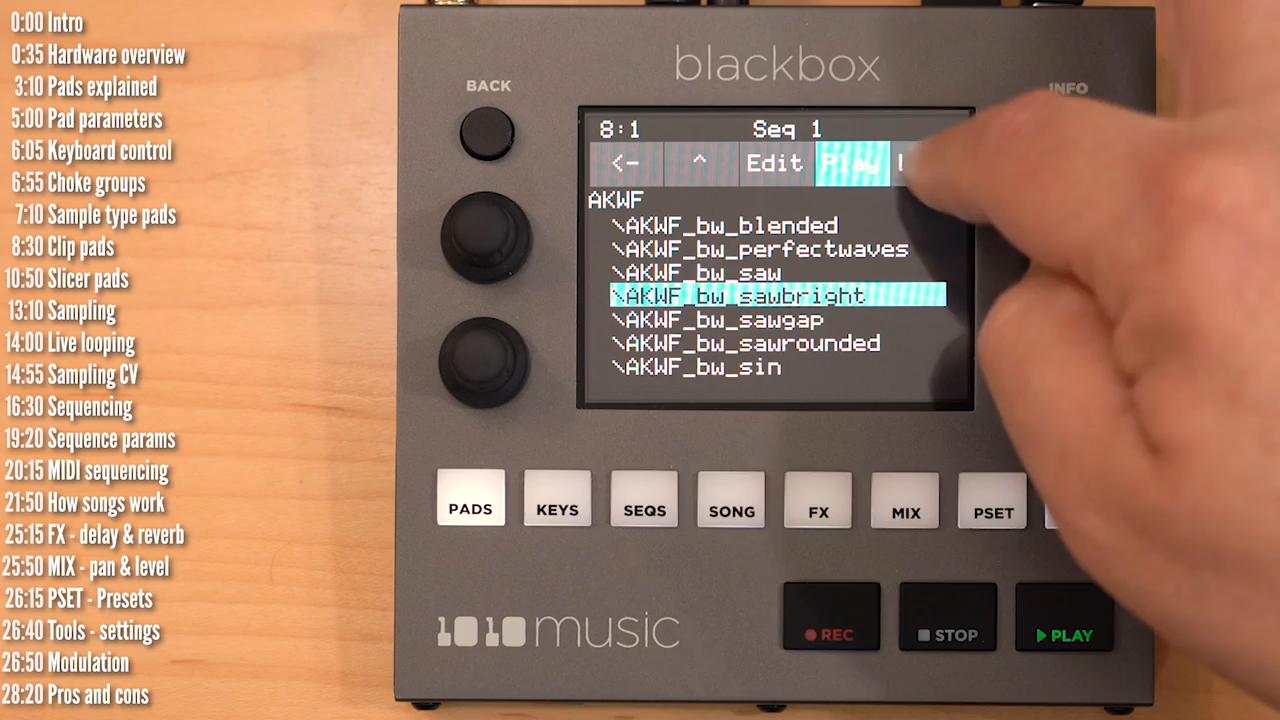 0:00 Intro
0:35 Hardware overview
3:10 Pads explained
5:00 Pad parameters
6:05 Keyboard control
6:55 Choke groups
7:10 Sample type pads
8:30 Clip pads
10:50 Slicer pads
13:10 Sampling
14:00 Live looping
14:55 Sampling CV
16:30 Sequencing
19:20 Sequence params
20:15 MIDI sequencing
21:50 How songs work
25:15 FX - delay & reverb
25:50 MIX - pan & level
26:15 PSET - Presets
26:40 Tools - settings
26:50 Modulation
28:20 Pros and cons
blackbox
BACK
INFO
8:1 Seq 1
<- ^ Edit Play
AKWF
\AKWF_bw_blended
\AKWF_bw_perfectwaves
\AKWF_bw_saw
\AKWF_bw_sawbright
\AKWF_bw_sawgap
\AKWF_bw_sawrounded
\AKWF_bw_sin
PADS KEYS SEQS SONG FX MIX PSET
1010music
REC STOP PLAY